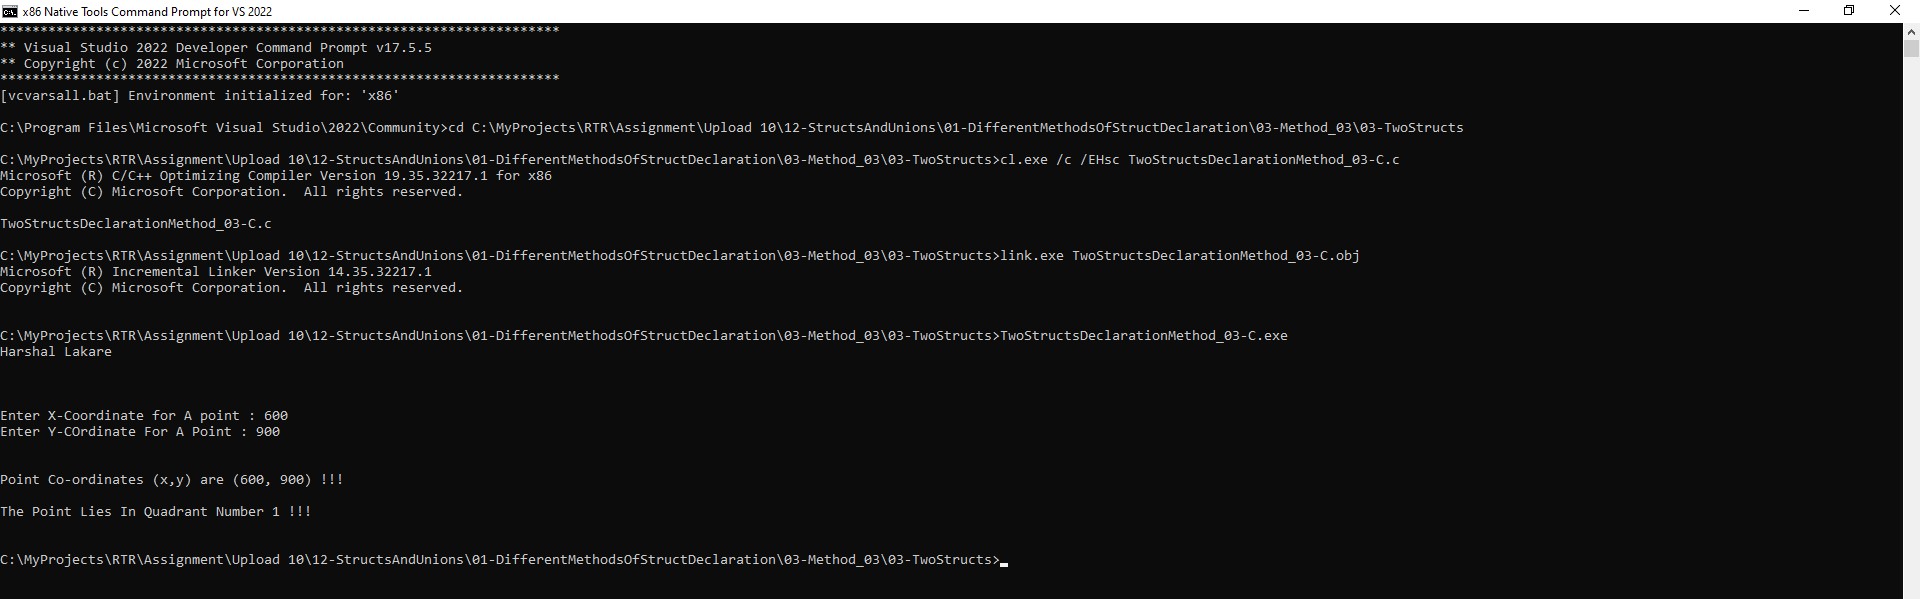 x86 Native Tools Command Prompt for VS 2022
**********************************************************************
** Visual Studio 2022 Developer Command Prompt v17.5.5
** Copyright (c) 2022 Microsoft Corporation
**********************************************************************
[vcvarsall.bat] Environment initialized for: 'x86'
C:\Program Files\Microsoft Visual Studio\2022\Community>cd C:\MyProjects\RTR\Assignment\Upload 10\12-StructsAndUnions\01-DifferentMethodsOfStructDeclaration\03-Method_03\03-TwoStructs
C:\MyProjects\RTR\Assignment\Upload 10\12-StructsAndUnions\01-DifferentMethodsOfStructDeclaration\03-Method_03\03-TwoStructs>cl.exe /c /EHsc TwoStructsDeclarationMethod_03-C.c
Microsoft (R) C/C++ Optimizing Compiler Version 19.35.32217.1 for x86
Copyright (C) Microsoft Corporation.  All rights reserved.
TwoStructsDeclarationMethod_03-C.c
C:\MyProjects\RTR\Assignment\Upload 10\12-StructsAndUnions\01-DifferentMethodsOfStructDeclaration\03-Method_03\03-TwoStructs>link.exe TwoStructsDeclarationMethod_03-C.obj
Microsoft (R) Incremental Linker Version 14.35.32217.1
Copyright (C) Microsoft Corporation.  All rights reserved.
C:\MyProjects\RTR\Assignment\Upload 10\12-StructsAndUnions\01-DifferentMethodsOfStructDeclaration\03-Method_03\03-TwoStructs>TwoStructsDeclarationMethod_03-C.exe
Harshal Lakare
Enter X-Coordinate for A point : 600
Enter Y-COrdinate For A Point : 900
Point Co-ordinates (x,y) are (600, 900) !!!
The Point Lies In Quadrant Number 1 !!!
C:\MyProjects\RTR\Assignment\Upload 10\12-StructsAndUnions\01-DifferentMethodsOfStructDeclaration\03-Method_03\03-TwoStructs>